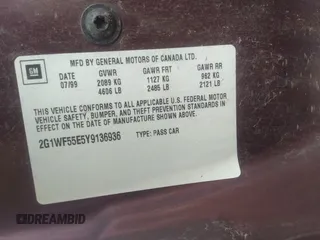 GM
MFD BY GENERAL MOTORS OF CANADA LTD.
DATE GVWR GAWR FRT GAWR RR
07/99 2089 KG 1127 KG 962 KG
4606 LB 2485 LB 2121 LB
THIS VEHICLE CONFORMS TO ALL APPLICABLE U.S. FEDERAL MOTOR
VEHICLE SAFETY, BUMPER, AND THEFT PREVENTION STANDARDS
IN EFFECT ON THE DATE OF MANUFACTURE SHOWN ABOVE.
2G1WF55E5Y9136936 TYPE: PASS CAR
DREAMBID